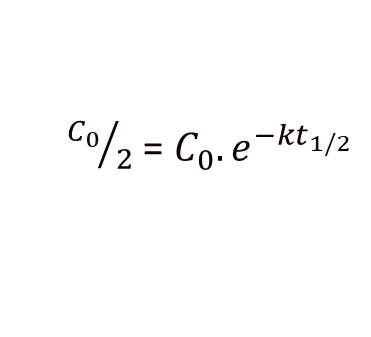 C₀/2 = C₀. e^(−kt₁/₂)